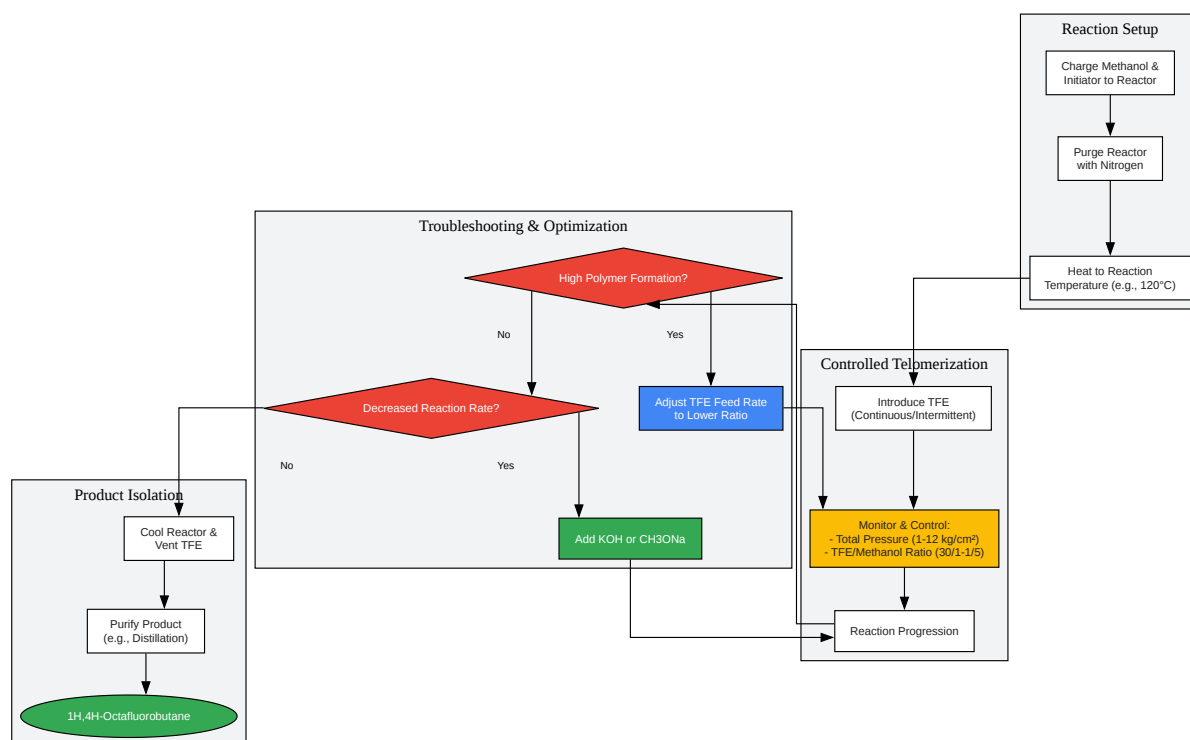 Reaction Setup
Charge Methanol &
Initiator to Reactor
Purge Reactor
with Nitrogen
Heat to Reaction
Temperature (e.g., 120°C)
Troubleshooting & Optimization
High Polymer Formation?
No
Yes
Decreased Reaction Rate?
Adjust TFE Feed Rate
to Lower Ratio
No
Yes
Add KOH or CH3ONa
Controlled Telomerization
Introduce TFE
(Continuous/Intermittent)
Monitor & Control:
- Total Pressure (1-12 kg/cm²)
- TFE/Methanol Ratio (30/1-1/5)
Reaction Progression
Product Isolation
Cool Reactor &
Vent TFE
Purify Product
(e.g., Distillation)
1H,4H-Octafluorobutane